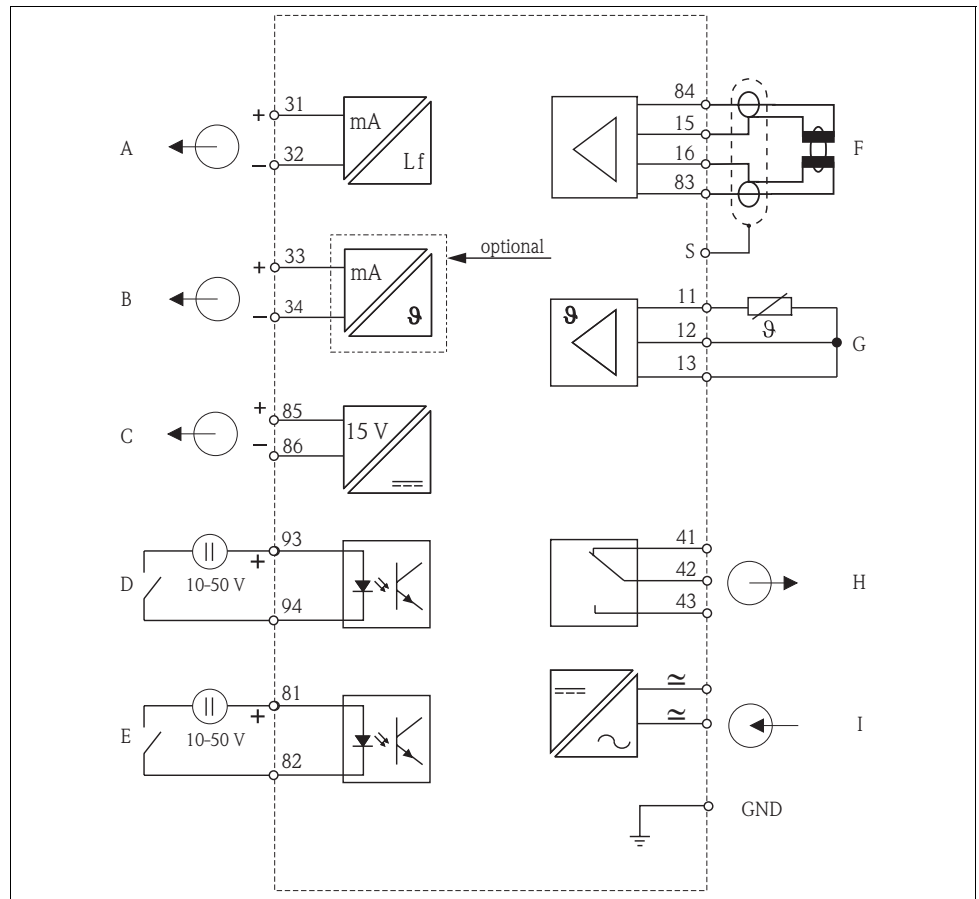 A
+ 31
− 32
mA
Lf
B
+ 33
− 34
mA
ϑ
optional
C
+ 85
− 86
15 V
D
10-50 V
93
+
94
E
10-50 V
81
+
82
84
15
16
83
F
S
ϑ
11
12
13
ϑ
G
41
42
43
H
≃
≃
I
GND